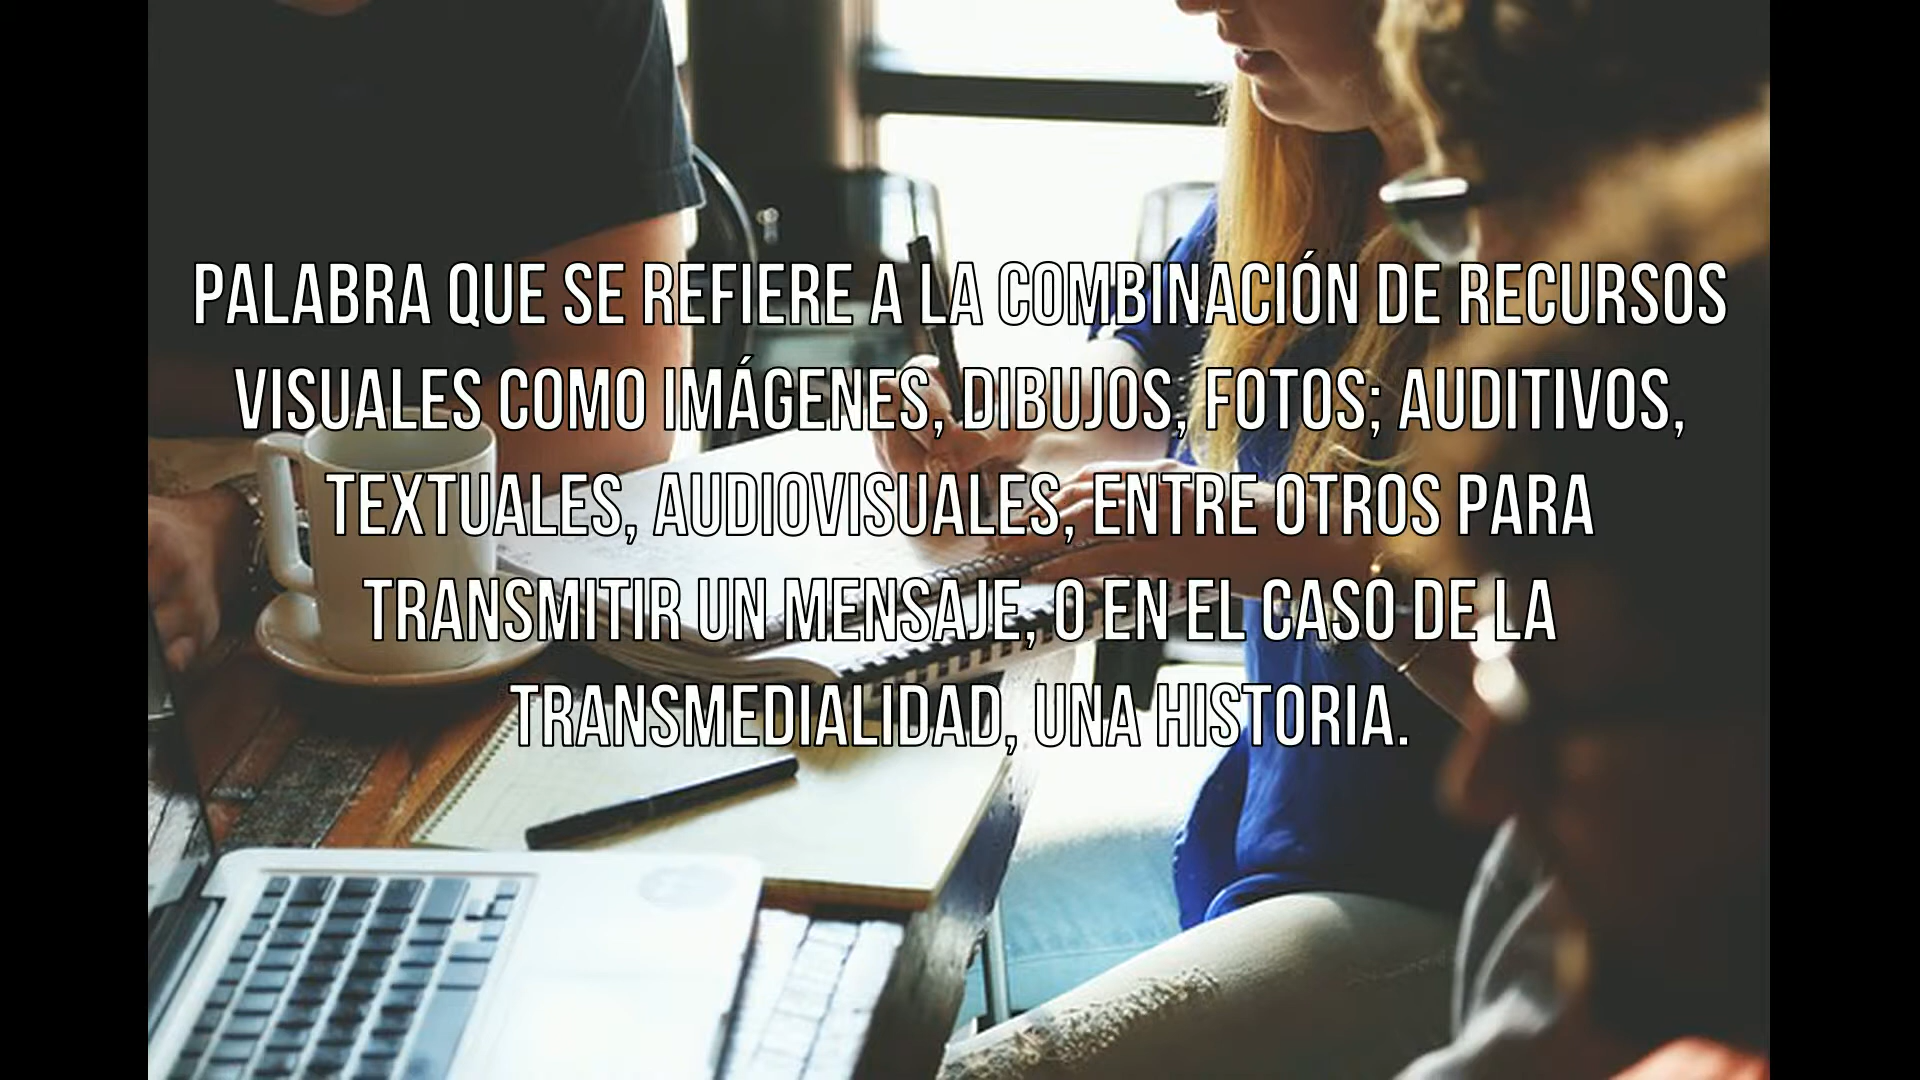 PALABRA QUE SE REFIERE A LA COMBINACIÓN DE RECURSOS
VISUALES COMO IMÁGENES, DIBUJOS, FOTOS; AUDITIVOS,
TEXTUALES, AUDIOVISUALES, ENTRE OTROS PARA
TRANSMITIR UN MENSAJE, O EN EL CASO DE LA
TRANSMEDIALIDAD, UNA HISTORIA.